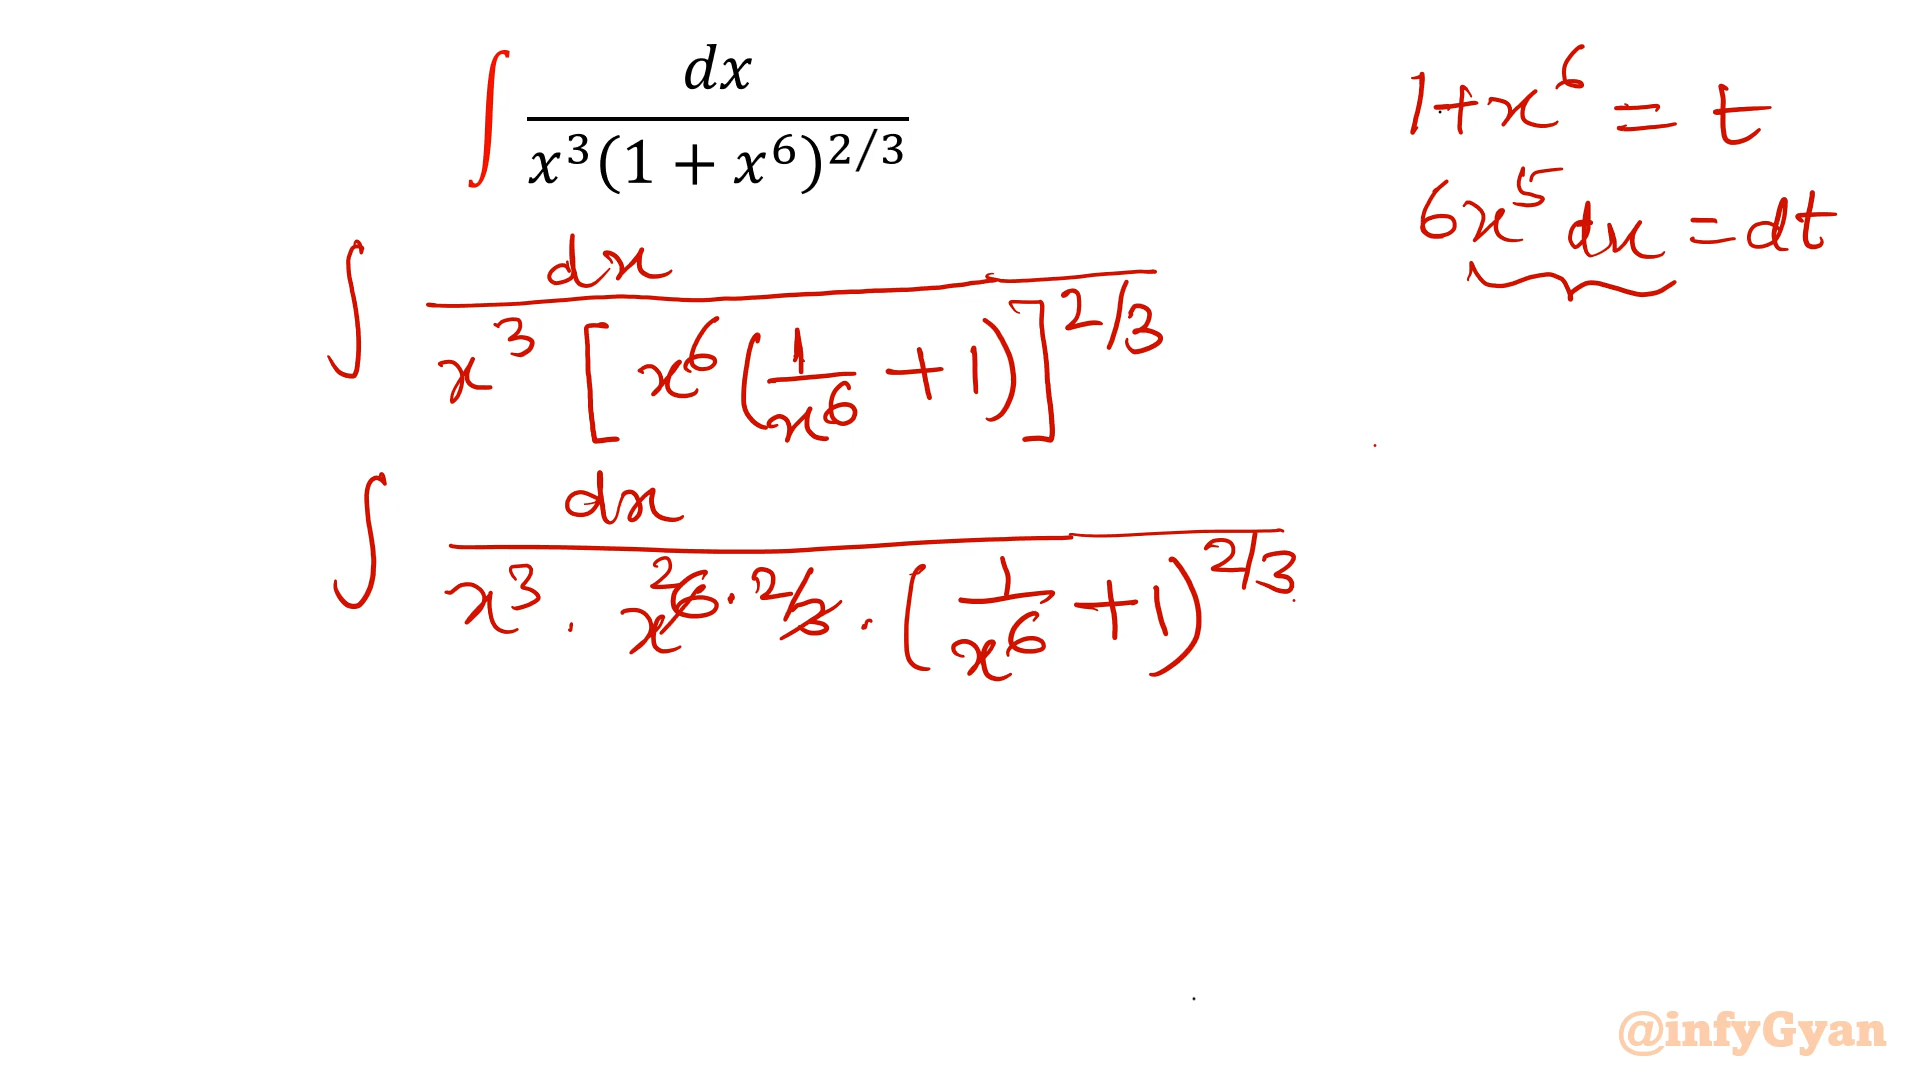 ∫ dx / x³(1 + x⁶)^2/3
1+x⁶ = t
6x⁵ dx = dt
∫ dx / x³ [x⁶(1/x⁶ + 1)]^2/3
∫ dx / x³ . x^6·2/3 . (1/x⁶ + 1)^2/3
2
@infyGyan